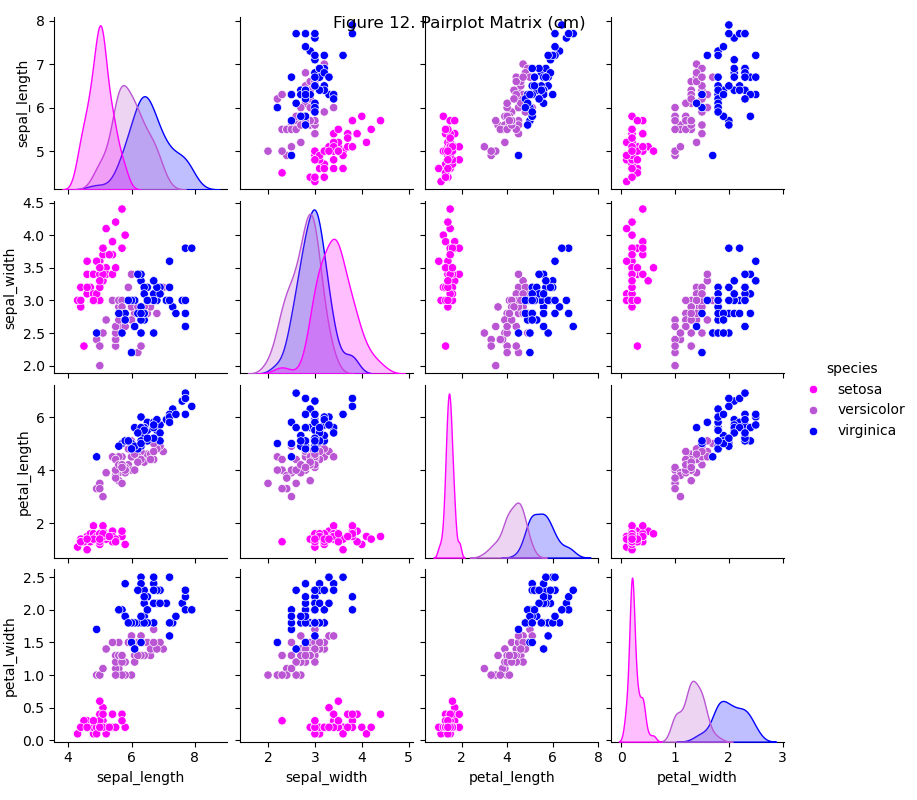 Figure 12. Pairplot Matrix (cm)
8
7
6
5
sepal_length
4.5
4.0
3.5
3.0
2.5
2.0
sepal_width
6
4
2
petal_length
2.5
2.0
1.5
1.0
0.5
0.0
petal_width
4 6 8
2 3 4 5
2 4 6 8
0 1 2 3
sepal_length
sepal_width
petal_length
petal_width
species
setosa
versicolor
virginica